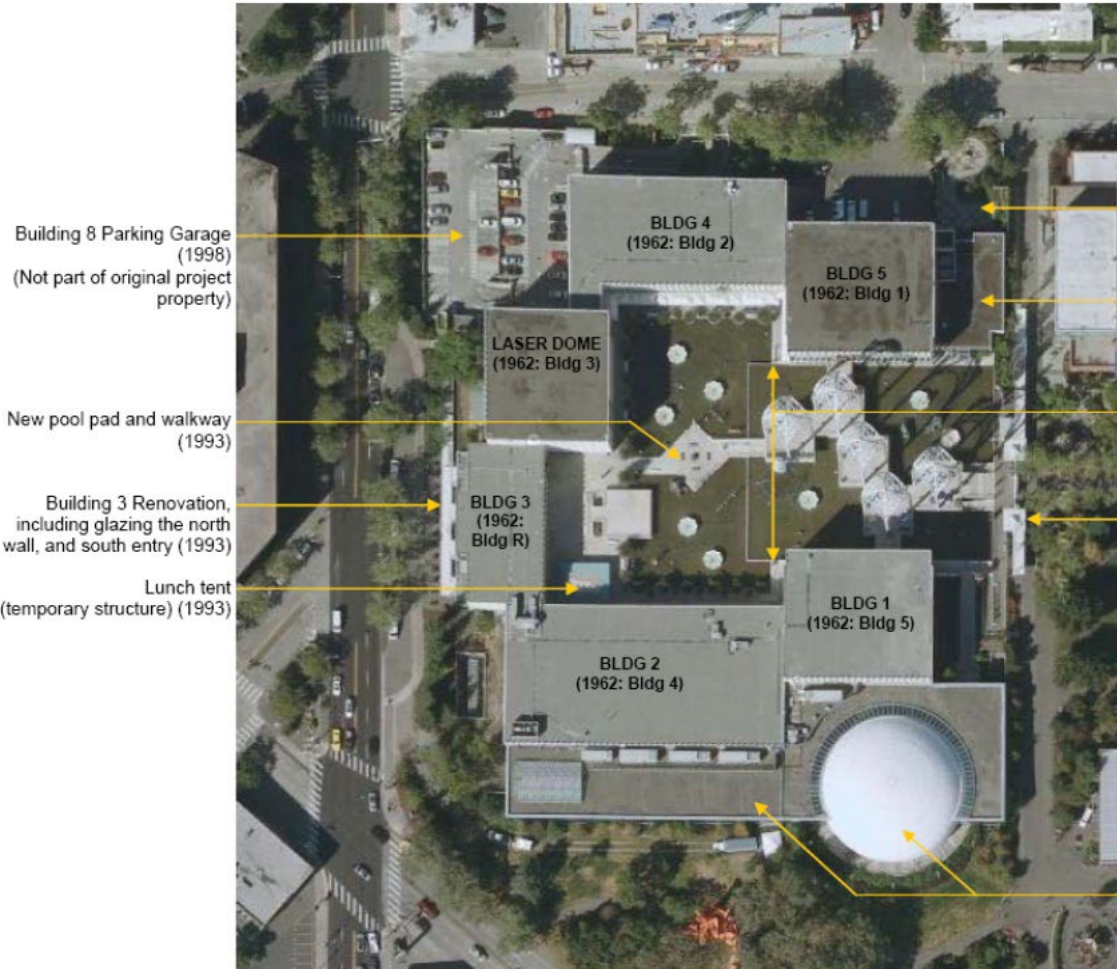 BLDG 4
(1962: Bldg 2)
Building 8 Parking Garage
(1998)
(Not part of original project
property)
BLDG 5
(1962: Bldg 1)
LASER DOME
(1962: Bldg 3)
New pool pad and walkway
(1993)
Building 3 Renovation,
including glazing the north
wall, and south entry (1993)
BLDG 3
(1962:
Bldg R)
Lunch tent
(temporary structure) (1993)
BLDG 1
(1962: Bldg 5)
BLDG 2
(1962: Bldg 4)